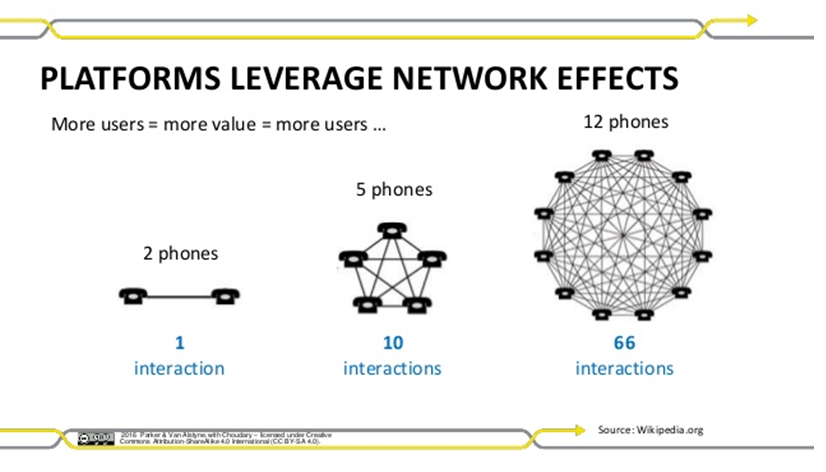 PLATFORMS LEVERAGE NETWORK EFFECTS
More users = more value = more users ...
12 phones
5 phones
2 phones
1
interaction
10
interactions
66
interactions
2016 Parker & Van Alstyne, with Choudary – licensed under Creative
Commons Attribution-ShareAlike 4.0 International (CC BY-SA 4.0).
Source: Wikipedia.org